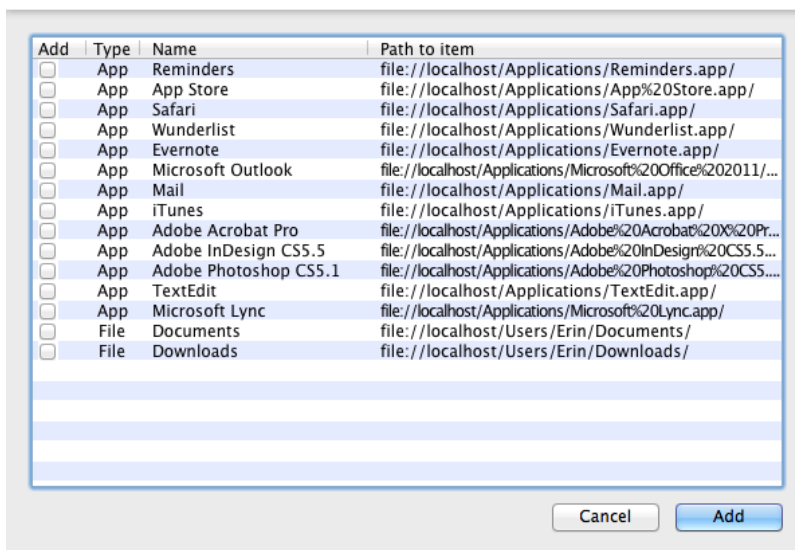 Add Type Name Path to item
App Reminders file://localhost/Applications/Reminders.app/
App App Store file://localhost/Applications/App%20Store.app/
App Safari file://localhost/Applications/Safari.app/
App Wunderlist file://localhost/Applications/Wunderlist.app/
App Evernote file://localhost/Applications/Evernote.app/
App Microsoft Outlook file://localhost/Applications/Microsoft%20Office%202011/...
App Mail file://localhost/Applications/Mail.app/
App iTunes file://localhost/Applications/iTunes.app/
App Adobe Acrobat Pro file://localhost/Applications/Adobe%20Acrobat%20X%20Pr...
App Adobe InDesign CS5.5 file://localhost/Applications/Adobe%20InDesign%20CS5.5...
App Adobe Photoshop CS5.1 file://localhost/Applications/Adobe%20Photoshop%20CS5....
App TextEdit file://localhost/Applications/TextEdit.app/
App Microsoft Lync file://localhost/Applications/Microsoft%20Lync.app/
File Documents file://localhost/Users/Erin/Documents/
File Downloads file://localhost/Users/Erin/Downloads/
Cancel Add